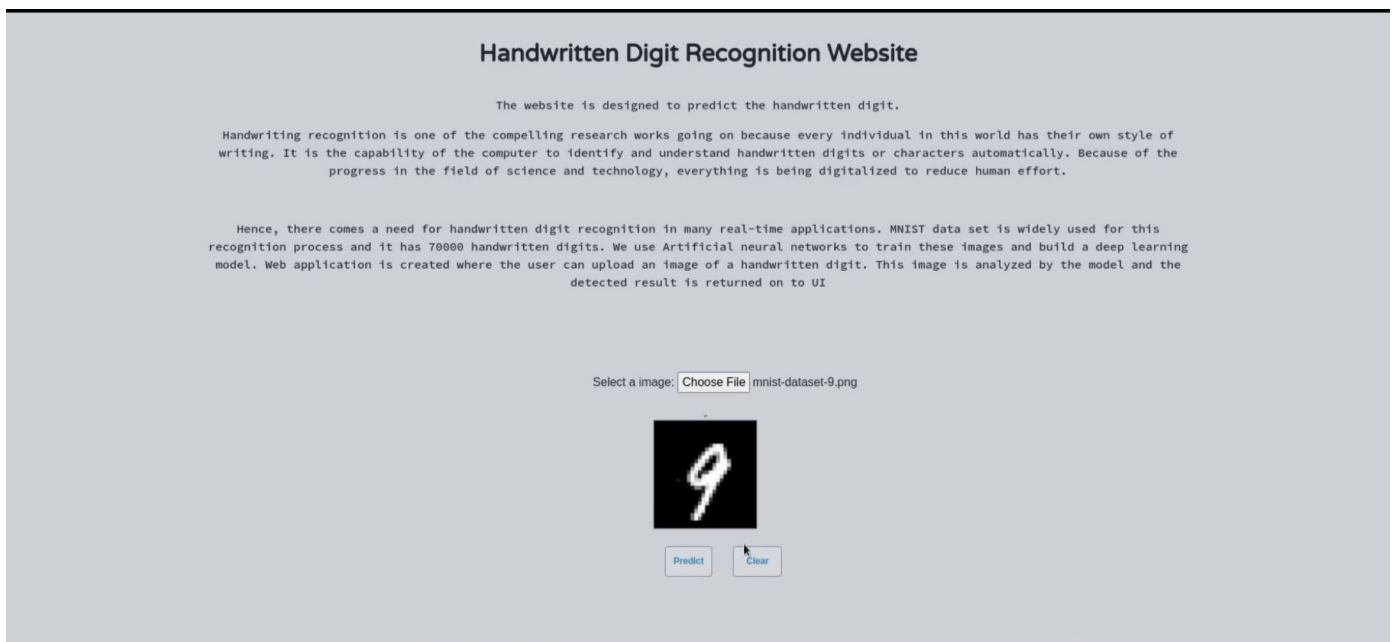 Handwritten Digit Recognition Website
The website is designed to predict the handwritten digit.
Handwriting recognition is one of the compelling research works going on because every individual in this world has their own style of
writing. It is the capability of the computer to identify and understand handwritten digits or characters automatically. Because of the
progress in the field of science and technology, everything is being digitalized to reduce human effort.
Hence, there comes a need for handwritten digit recognition in many real-time applications. MNIST data set is widely used for this
recognition process and it has 70000 handwritten digits. We use Artificial neural networks to train these images and build a deep learning
model. Web application is created where the user can upload an image of a handwritten digit. This image is analyzed by the model and the
detected result is returned on to UI
Select a image: Choose File mnist-dataset-9.png
9
Predict Clear